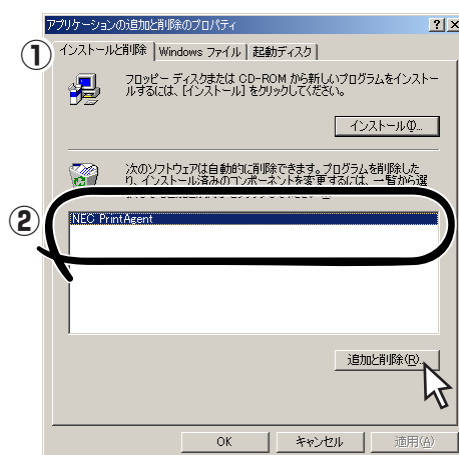 アプリケーションの追加と削除のプロパティ
①
インストールと削除 Windows ファイル 起動ディスク
フロッピー ディスクまたは CD-ROM から新しいプログラムをインストー
ルするには、[インストール] をクリックしてください。
インストール(I)...
次のソフトウェアは自動的に削除できます。プログラムを削除した
り、インストール済みのコンポーネントを変更するには、一覧から選
②
NEC PrintAgent
追加と削除(R)...
OK キャンセル 適用(A)